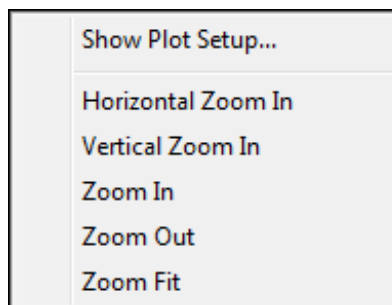 Show Plot Setup...
Horizontal Zoom In
Vertical Zoom In
Zoom In
Zoom Out
Zoom Fit